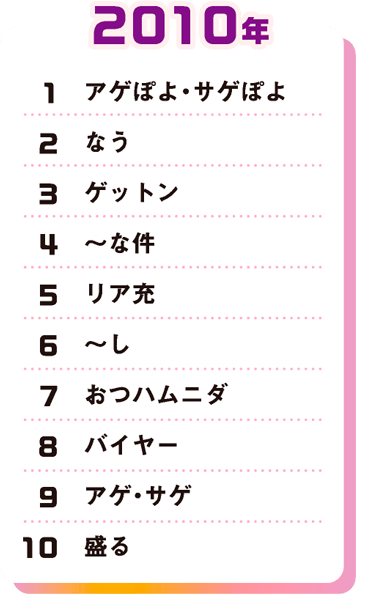 2010年
1 アゲぽよ・サゲぽよ
2 なう
3 ゲットン
4 〜な件
5 リア充
6 〜し
7 おつハムニダ
8 バイヤー
9 アゲ・サゲ
10 盛る